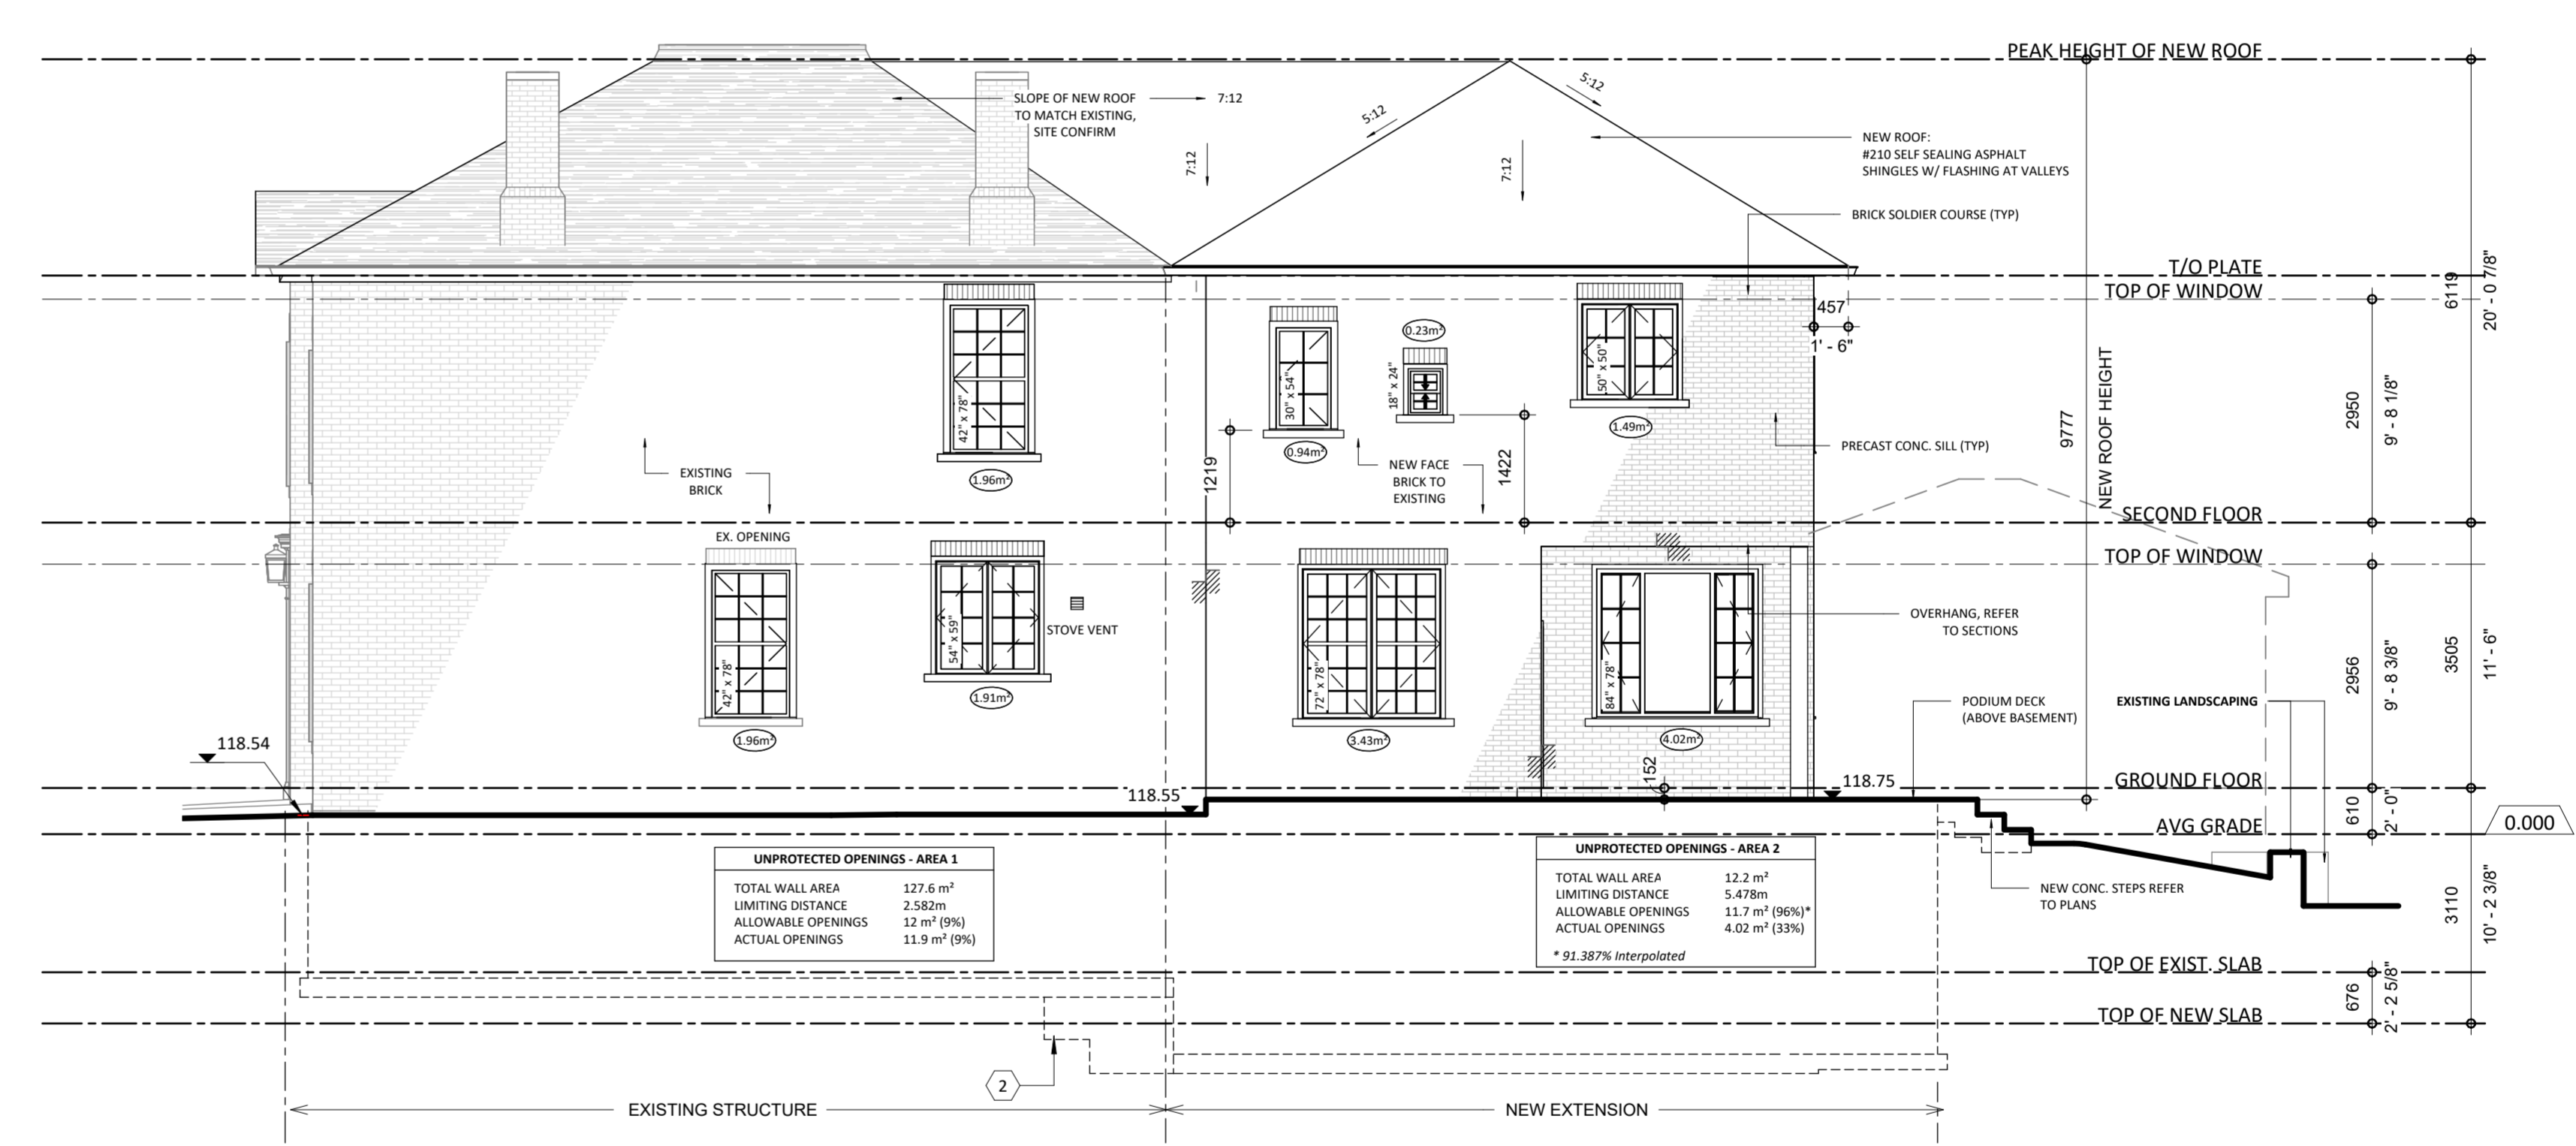 PEAK HEIGHT OF NEW ROOF
SLOPE OF NEW ROOF
TO MATCH EXISTING,
SITE CONFIRM
7:12
5:12
5:12
7:12
7:12
NEW ROOF:
#210 SELF SEALING ASPHALT
SHINGLES W/ FLASHING AT VALLEYS
BRICK SOLDIER COURSE (TYP)
T/O PLATE
TOP OF WINDOW
6119
20' - 0 7/8"
457
1' - 6"
0.23m²
42" x 78"
30" x 54"
18" x 24"
50" x 50"
1.96m²
0.94m²
1.49m²
EXISTING
BRICK
1219
NEW FACE
BRICK TO
EXISTING
1422
PRECAST CONC. SILL (TYP)
9777
NEW ROOF HEIGHT
2950
9' - 8 1/8"
SECOND FLOOR
EX. OPENING
TOP OF WINDOW
STOVE VENT
42" x 78"
54" x 59"
72" x 78"
84" x 78"
1.96m²
1.91m²
3.43m²
4.02m²
OVERHANG, REFER
TO SECTIONS
2956
9' - 8 3/8"
3505
11' - 6"
PODIUM DECK
(ABOVE BASEMENT)
EXISTING LANDSCAPING
118.54
118.55
152
118.75
GROUND FLOOR
610
2' - 0"
AVG GRADE
0.000
UNPROTECTED OPENINGS - AREA 1
TOTAL WALL AREA 127.6 m²
LIMITING DISTANCE 2.582m
ALLOWABLE OPENINGS 12 m² (9%)
ACTUAL OPENINGS 11.9 m² (9%)
UNPROTECTED OPENINGS - AREA 2
TOTAL WALL AREA 12.2 m²
LIMITING DISTANCE 5.478m
ALLOWABLE OPENINGS 11.7 m² (96%)*
ACTUAL OPENINGS 4.02 m² (33%)
* 91.387% Interpolated
NEW CONC. STEPS REFER
TO PLANS
3110
10' - 2 3/8"
TOP OF EXIST. SLAB
676
2' - 2 5/8"
TOP OF NEW SLAB
2
EXISTING STRUCTURE
NEW EXTENSION